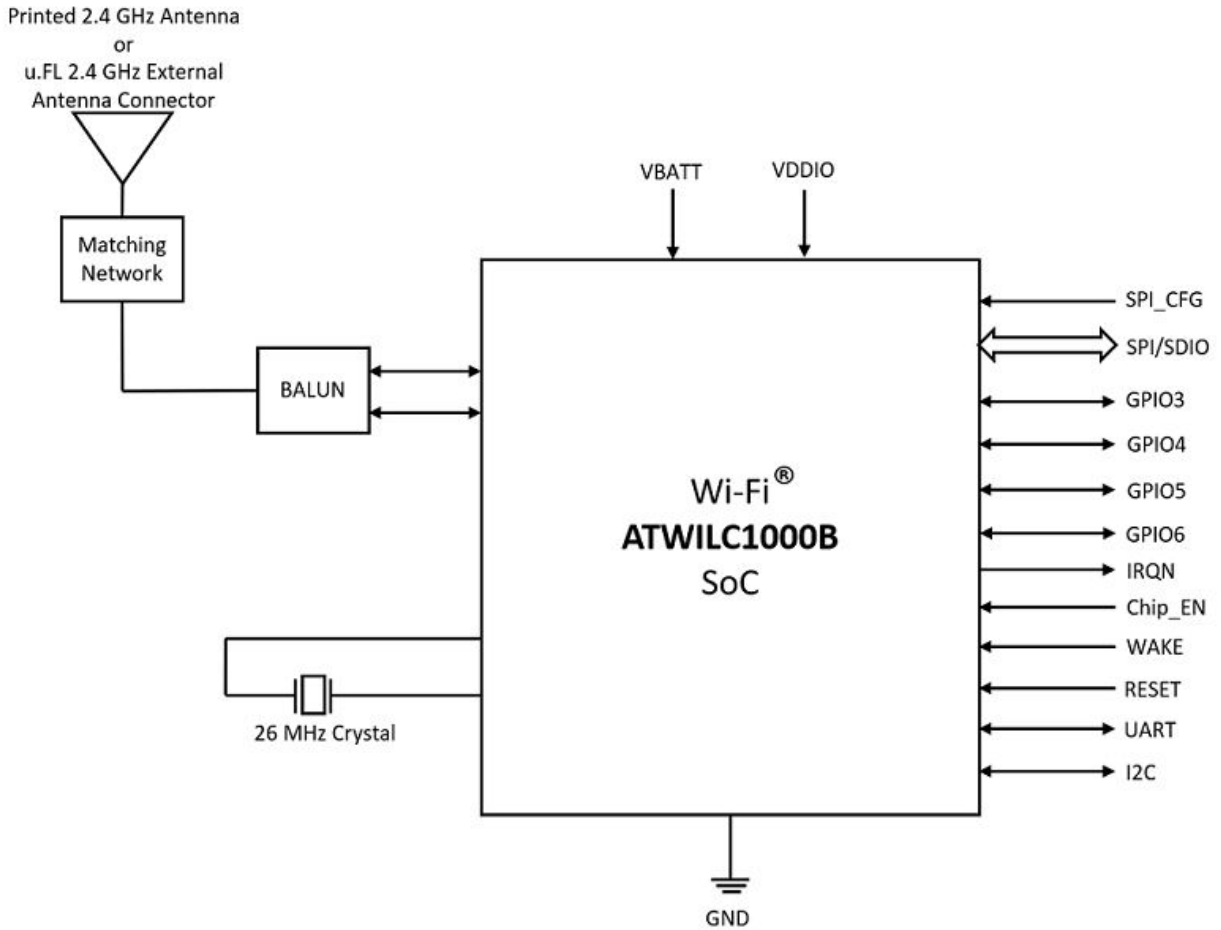 Printed 2.4 GHz Antenna
or
u.FL 2.4 GHz External
Antenna Connector
Matching
Network
BALUN
VBATT
VDDIO
Wi-Fi®
ATWILC1000B
SoC
SPI_CFG
SPI/SDIO
GPIO3
GPIO4
GPIO5
GPIO6
IRQN
Chip_EN
WAKE
RESET
UART
I2C
26 MHz Crystal
GND